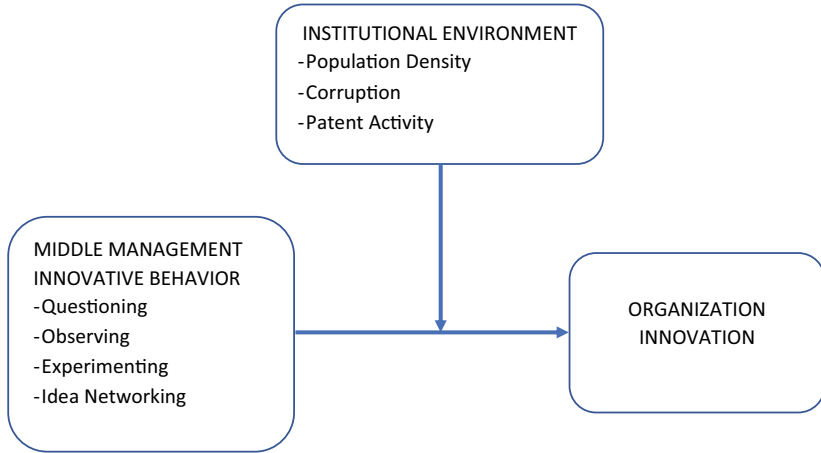 INSTITUTIONAL ENVIRONMENT
-Population Density
-Corruption
-Patent Activity
MIDDLE MANAGEMENT
INNOVATIVE BEHAVIOR
-Questioning
-Observing
-Experimenting
-Idea Networking
ORGANIZATION
INNOVATION